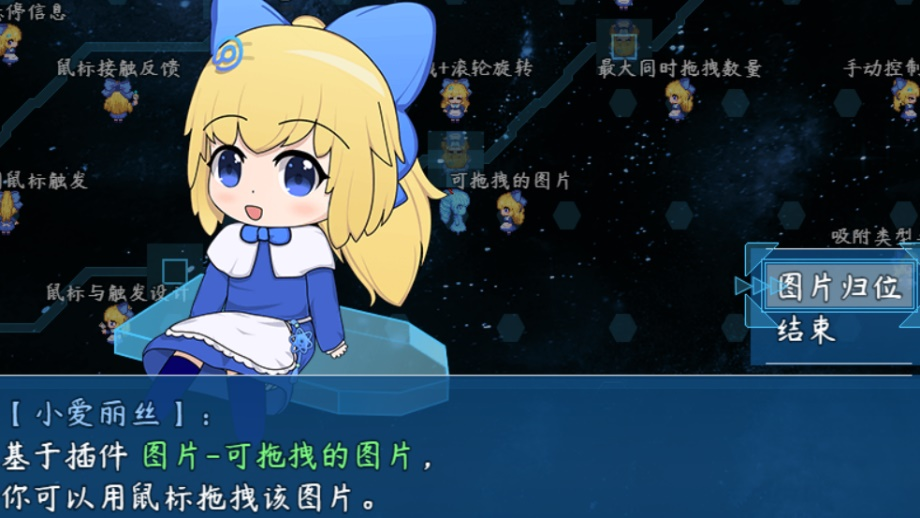 停信息
鼠标接触反馈
+滚轮旋转
最大同时拖拽数量
手动控制
鼠标触发
可拖拽的图片
吸附类型
鼠标与触发设计
图片归位
结束
【小爱丽丝】:
基于插件 图片-可拖拽的图片,
你可以用鼠标拖拽该图片。